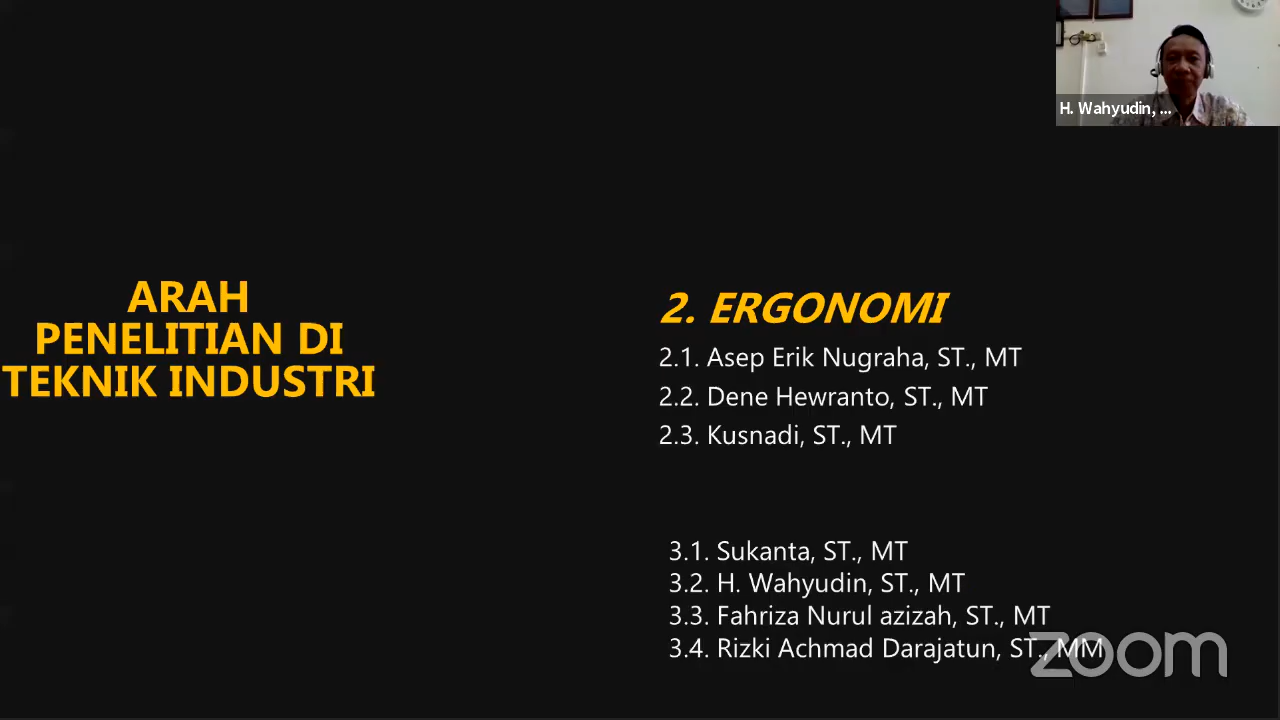 H. Wahyudin, ...
ARAH
PENELITIAN DI
TEKNIK INDUSTRI
2. ERGONOMI
2.1. Asep Erik Nugraha, ST., MT
2.2. Dene Hewranto, ST., MT
2.3. Kusnadi, ST., MT
3.1. Sukanta, ST., MT
3.2. H. Wahyudin, ST., MT
3.3. Fahriza Nurul azizah, ST., MT
3.4. Rizki Achmad Darajatun, ST., MM
zoom